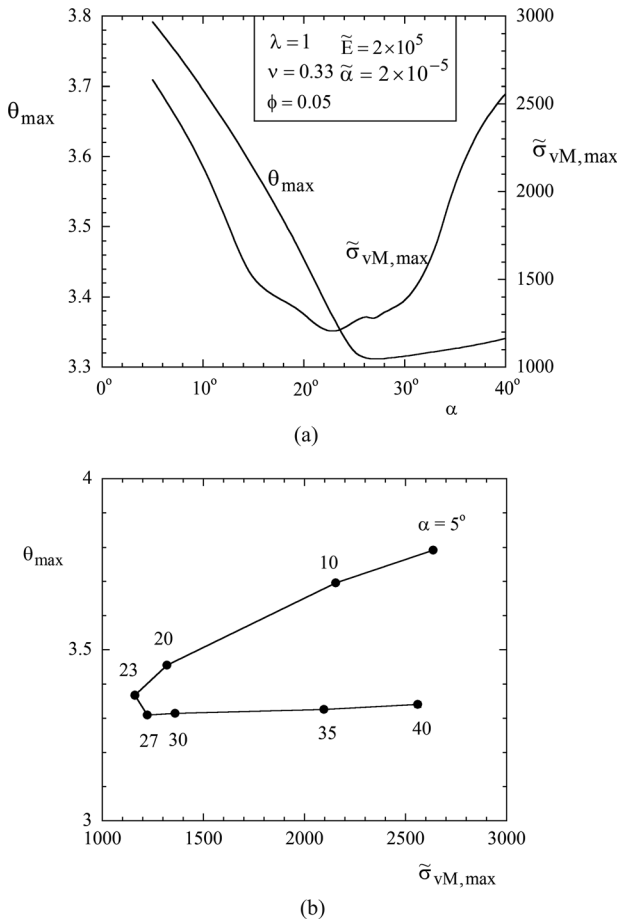 3.8
3.7
3.6
3.5
3.4
3.3
θmax
λ = 1 Ẽ = 2×10⁵
ν = 0.33 α̃ = 2×10⁻⁵
ϕ = 0.05
θmax
σ̃vM,max
3000
2500
2000
1500
1000
σ̃vM,max
0° 10° 20° 30° 40°
α
(a)
4
3.5
3
θmax
α = 5°
10
20
23
27 30 35 40
1000 1500 2000 2500 3000
σ̃vM,max
(b)